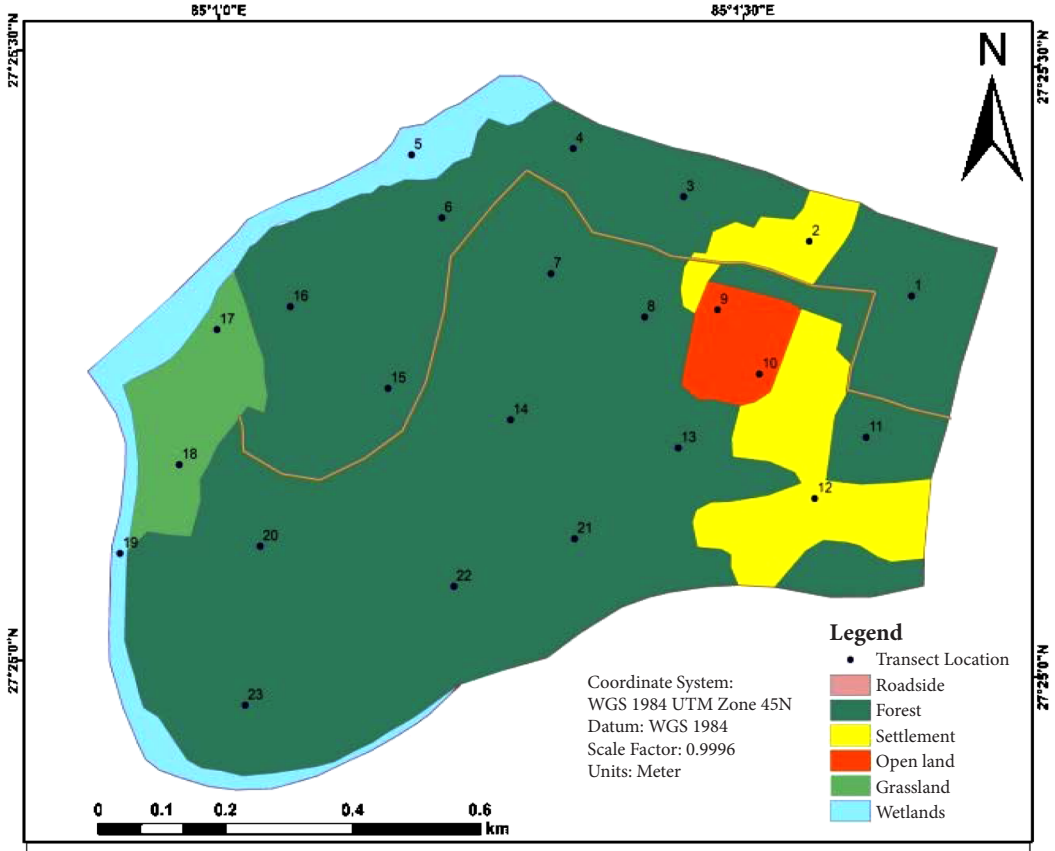 85°1'0"E 85°1'30"E
27°25'30"N
27°25'30"N
N
5
4
3
6
2
7
1
16
8
9
17
10
15
14
11
13
18
12
21
19
20
22
27°25'0"N
27°25'0"N
23
Legend
Transect Location
Roadside
Forest
Settlement
Open land
Grassland
Wetlands
Coordinate System:
WGS 1984 UTM Zone 45N
Datum: WGS 1984
Scale Factor: 0.9996
Units: Meter
0 0.1 0.2 0.4 0.6
km